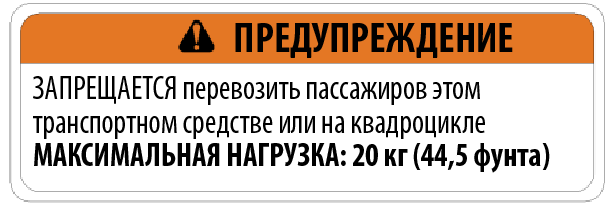 ПРЕДУПРЕЖДЕНИЕ
ЗАПРЕЩАЕТСЯ перевозить пассажиров этом
транспортном средстве или на квадроцикле
МАКСИМАЛЬНАЯ НАГРУЗКА: 20 кг (44,5 фунта)